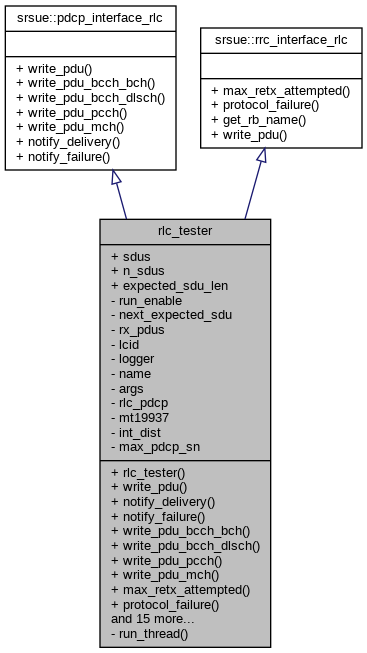 srsue::pdcp_interface_rlc
+ write_pdu()
+ write_pdu_bcch_bch()
+ write_pdu_bcch_dlsch()
+ write_pdu_pcch()
+ write_pdu_mch()
+ notify_delivery()
+ notify_failure()
srsue::rrc_interface_rlc
+ max_retx_attempted()
+ protocol_failure()
+ get_rb_name()
+ write_pdu()
rlc_tester
+ sdus
+ n_sdus
+ expected_sdu_len
- run_enable
- next_expected_sdu
- rx_pdus
- lcid
- logger
- name
- args
- rlc_pdcp
- mt19937
- int_dist
- max_pdcp_sn
+ rlc_tester()
+ write_pdu()
+ notify_delivery()
+ notify_failure()
+ write_pdu_bcch_bch()
+ write_pdu_bcch_dlsch()
+ write_pdu_pcch()
+ write_pdu_mch()
+ max_retx_attempted()
+ protocol_failure()
and 15 more...
- run_thread()